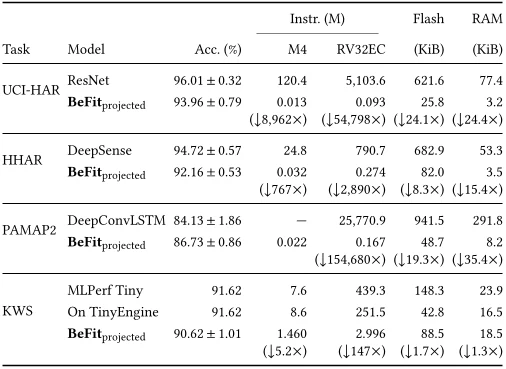 Instr. (M) Flash RAM
Task Model Acc. (%) M4 RV32EC (KiB) (KiB)
UCI-HAR ResNet 96.01 ± 0.32 120.4 5,103.6 621.6 77.4
BeFit projected 93.96 ± 0.79 0.013 0.093 25.8 3.2
(↓8,962×) (↓54,798×) (↓24.1×) (↓24.4×)
HHAR DeepSense 94.72 ± 0.57 24.8 790.7 682.9 53.3
BeFit projected 92.16 ± 0.53 0.032 0.274 82.0 3.5
(↓767×) (↓2,890×) (↓8.3×) (↓15.4×)
PAMAP2 DeepConvLSTM 84.13 ± 1.86 — 25,770.9 941.5 291.8
BeFit projected 86.73 ± 0.86 0.022 0.167 48.7 8.2
(↓154,680×) (↓19.3×) (↓35.4×)
KWS MLPerf Tiny 91.62 7.6 439.3 148.3 23.9
On TinyEngine 91.62 8.6 251.5 42.8 16.5
BeFit projected 90.62 ± 1.01 1.460 2.996 88.5 18.5
(↓5.2×) (↓147×) (↓1.7×) (↓1.3×)